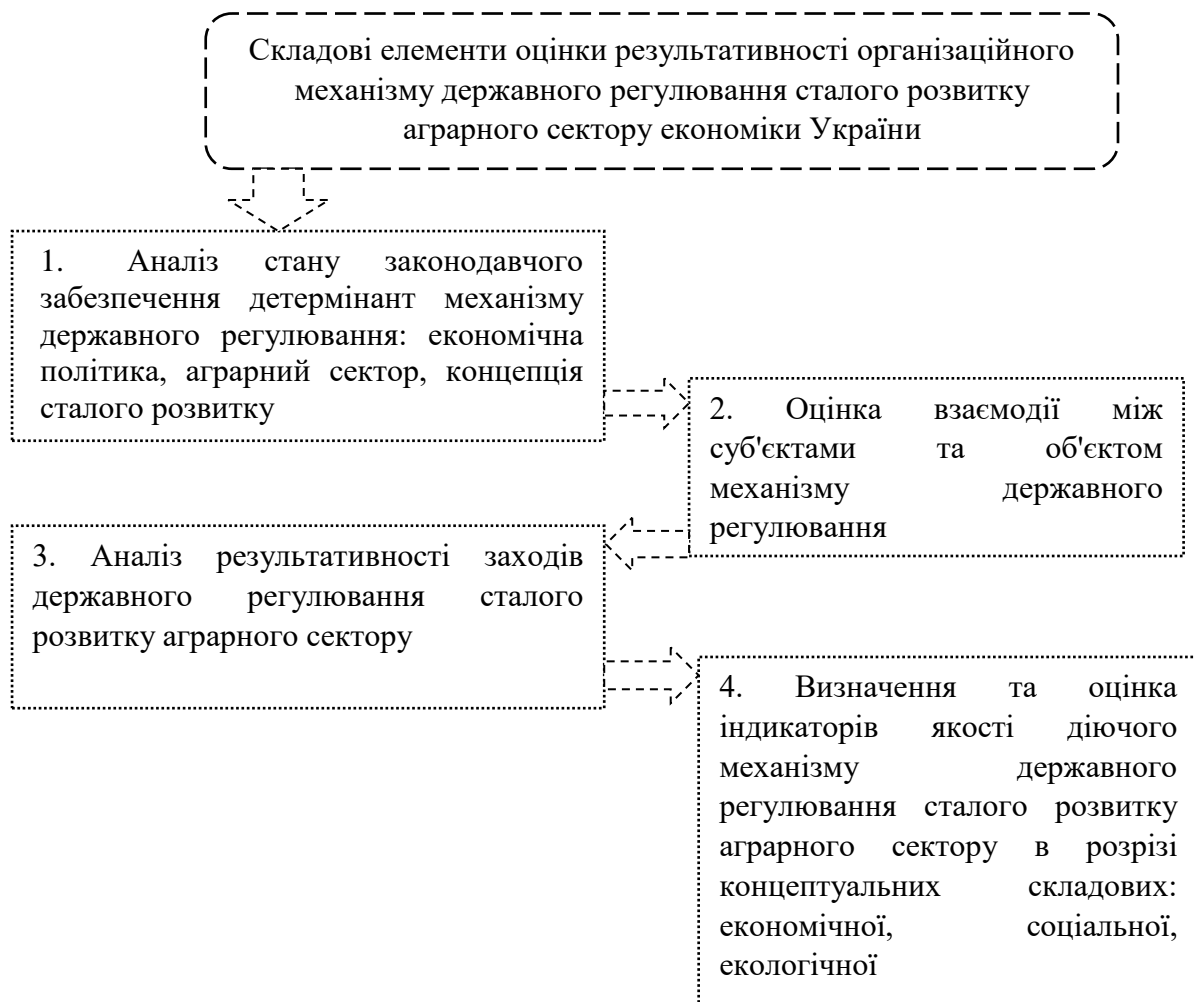 Складові елементи оцінки результативності організаційного
механізму державного регулювання сталого розвитку
аграрного сектору економіки України
1. Аналіз стану законодавчого
забезпечення детермінант механізму
державного регулювання: економічна
політика, аграрний сектор, концепція
сталого розвитку
2. Оцінка взаємодії між
суб'єктами та об'єктом
механізму державного
регулювання
3. Аналіз результативності заходів
державного регулювання сталого
розвитку аграрного сектору
4. Визначення та оцінка
індикаторів якості діючого
механізму державного
регулювання сталого розвитку
аграрного сектору в розрізі
концептуальних складових:
економічної, соціальної,
екологічної